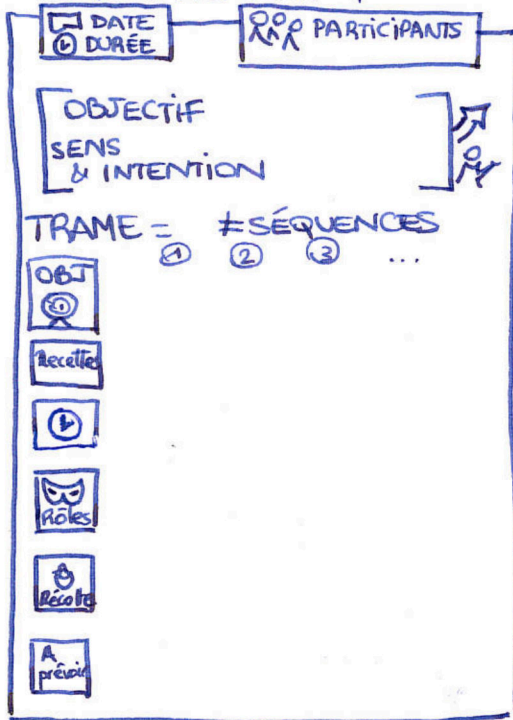 DATE
DURÉE
PARTICIPANTS
OBJECTIF
SENS
& INTENTION
TRAME = ≠ SÉQUENCES
1 2 3 ...
OBJ
Recettes
Rôles
Récolte
A
prévoir